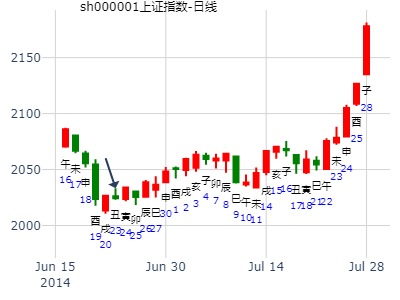 sh000001上证指数-日线
2150
2100
2050
2000
午 未 申 酉 戌 丑 寅 卯 辰 巳 申 酉 戌 亥 子 卯 辰 巳 午 未 戌 亥 子 丑 寅 巳 午 未 申 酉 子
16 17 18 19 20 23 24 25 26 27 30 1 2 3 4 7 8 9 10 11 14 15 16 17 18 21 22 23 24 25 28
Jun 15 Jun 30 Jul 14 Jul 28
2014